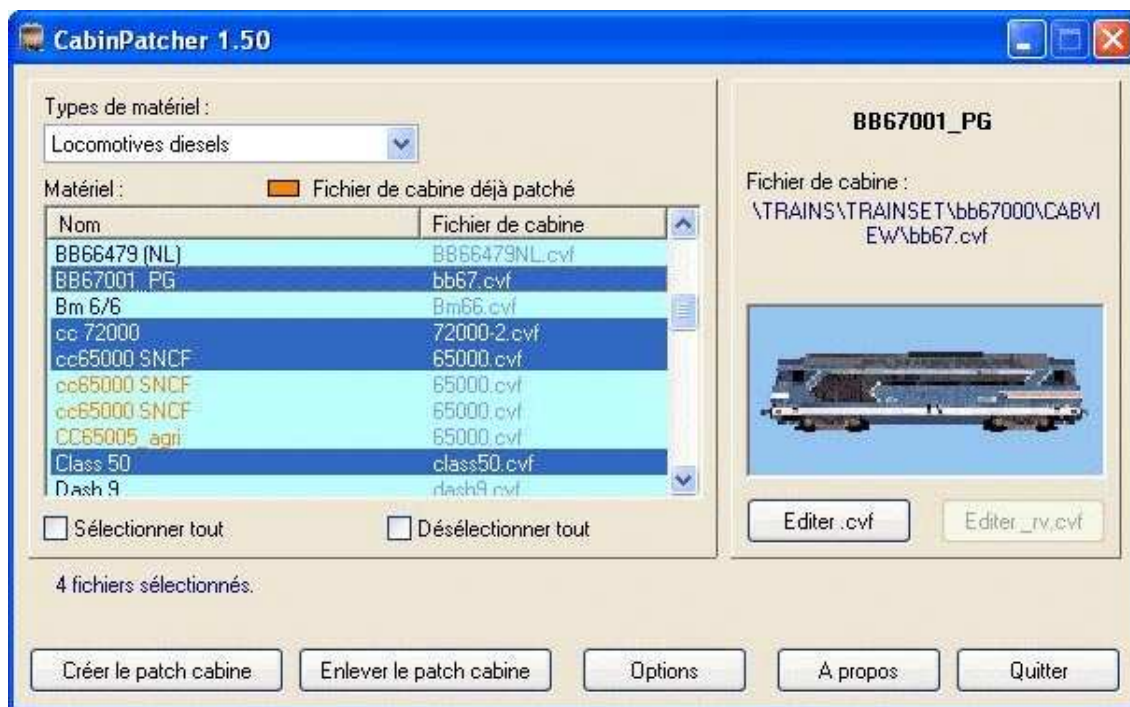 CabinPatcher 1.50
Types de matériel :
Locomotives diesels
Matériel :
Fichier de cabine déjà patché
Nom Fichier de cabine
BB66479 (NL) BB66479NL.cvf
BB67001_PG bb67.cvf
Bm 6/6 Bm66.cvf
cc 72000 72000-2.cvf
cc65000 SNCF 65000.cvf
cc65000 SNCF 65000.cvf
cc65000 SNCF 65000.cvf
CC65005_agri 65000.cvf
Class 50 class50.cvf
Dash 9 dash9.cvf
Sélectionner tout Désélectionner tout
4 fichiers sélectionnés.
BB67001_PG
Fichier de cabine :
\TRAINS\TRAINSET\bb67000\CABVI
EW\bb67.cvf
Editer .cvf Editer _rv.cvf
Créer le patch cabine Enlever le patch cabine Options A propos Quitter